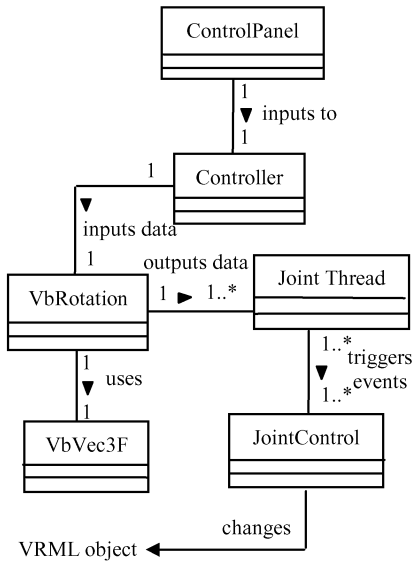 ControlPanel
1
inputs to
1
Controller
1
inputs data
1
outputs data
VbRotation
1
1..*
Joint Thread
1
uses
1
1..*
triggers
events
1..*
VbVec3F
JointControl
changes
VRML object